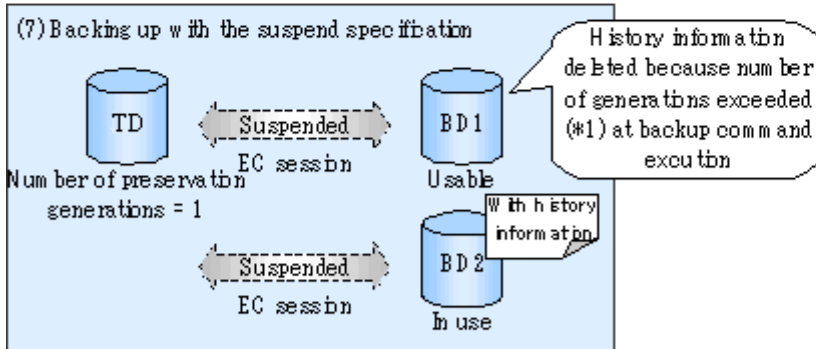 (7) Backing up with the suspend specification
History information
deleted because number
of generations exceeded
(*1) at backup command
excution
TD
Suspended
BD1
EC session
Number of preservation
generations = 1
Usable
With history
information
Suspended
BD2
EC session
In use